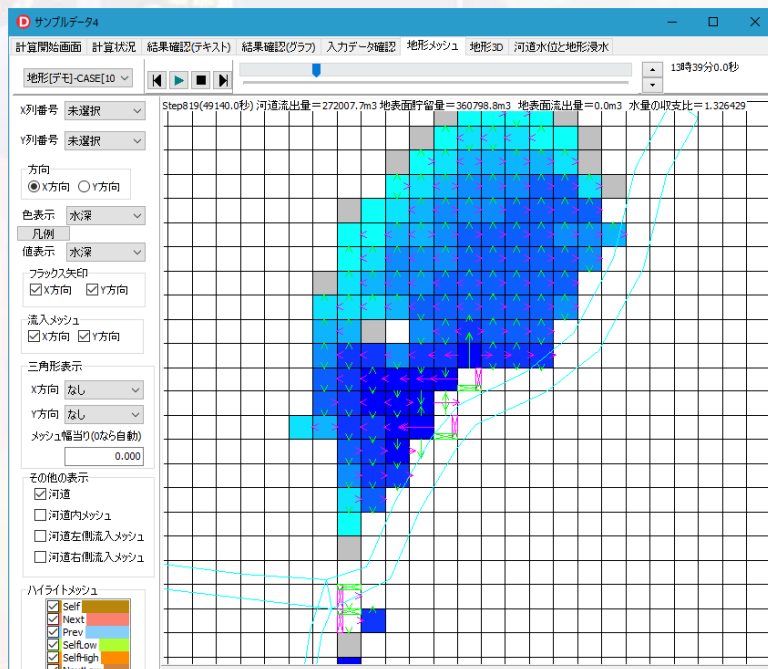 サンプルデータ4
計算開始画面 計算状況 結果確認(テキスト) 結果確認(グラフ) 入力データ確認 地形メッシュ 地形3D 河道水位と地形浸水
地形[デモ]-CASE[10
13時39分0.0秒
Step819(49140.0秒) 河道流出量=272007.7m3 地表面貯留量=360798.8m3 地表面流出量=0.0m3 水量の収支比=1.326429
X列番号 未選択
Y列番号 未選択
方向
X方向 Y方向
色表示 水深
凡例
値表示 水深
フラックス矢印
X方向 Y方向
流入メッシュ
X方向 Y方向
三角形表示
X方向 なし
Y方向 なし
メッシュ幅当り(0なら自動)
0.000
その他の表示
河道
河道内メッシュ
河道左側流入メッシュ
河道右側流入メッシュ
ハイライトメッシュ
Self
Next
Prev
SelfLow
SelfHigh